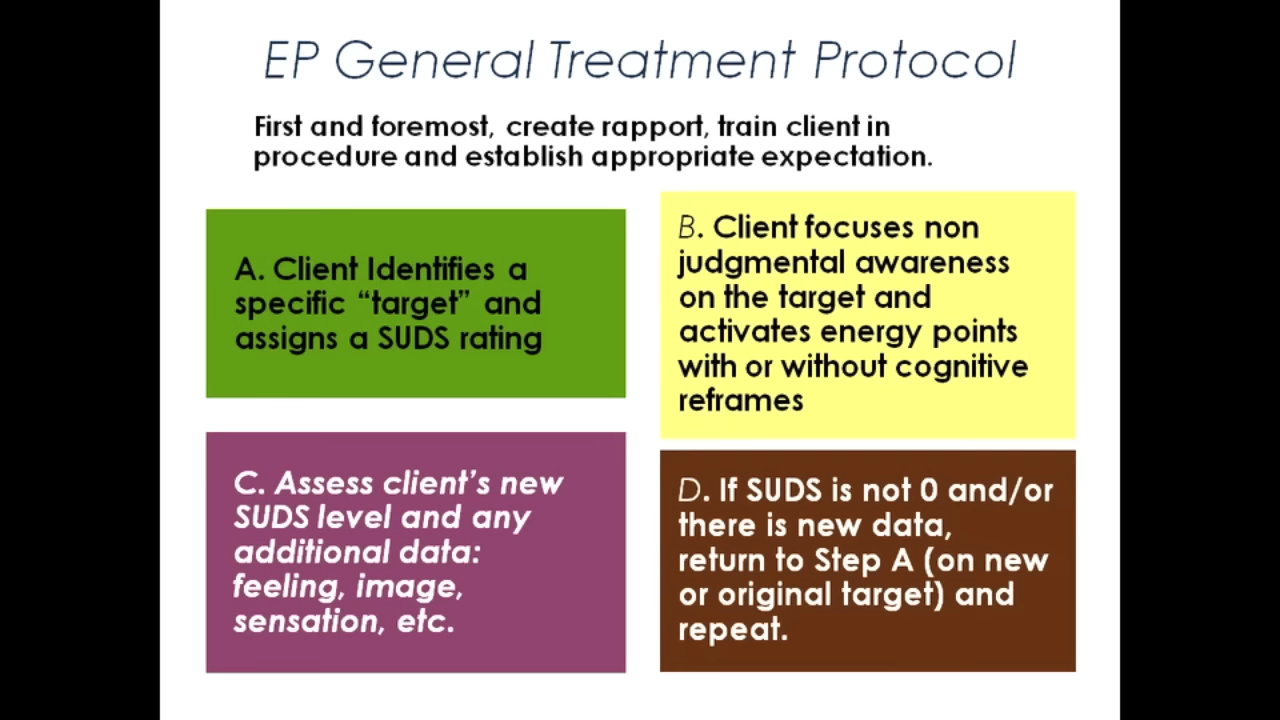 EP General Treatment Protocol
First and foremost, create rapport, train client in
procedure and establish appropriate expectation.
A. Client Identifies a
specific “target” and
assigns a SUDS rating
B. Client focuses non
judgmental awareness
on the target and
activates energy points
with or without cognitive
reframes
C. Assess client’s new
SUDS level and any
additional data:
feeling, image,
sensation, etc.
D. If SUDS is not 0 and/or
there is new data,
return to Step A (on new
or original target) and
repeat.